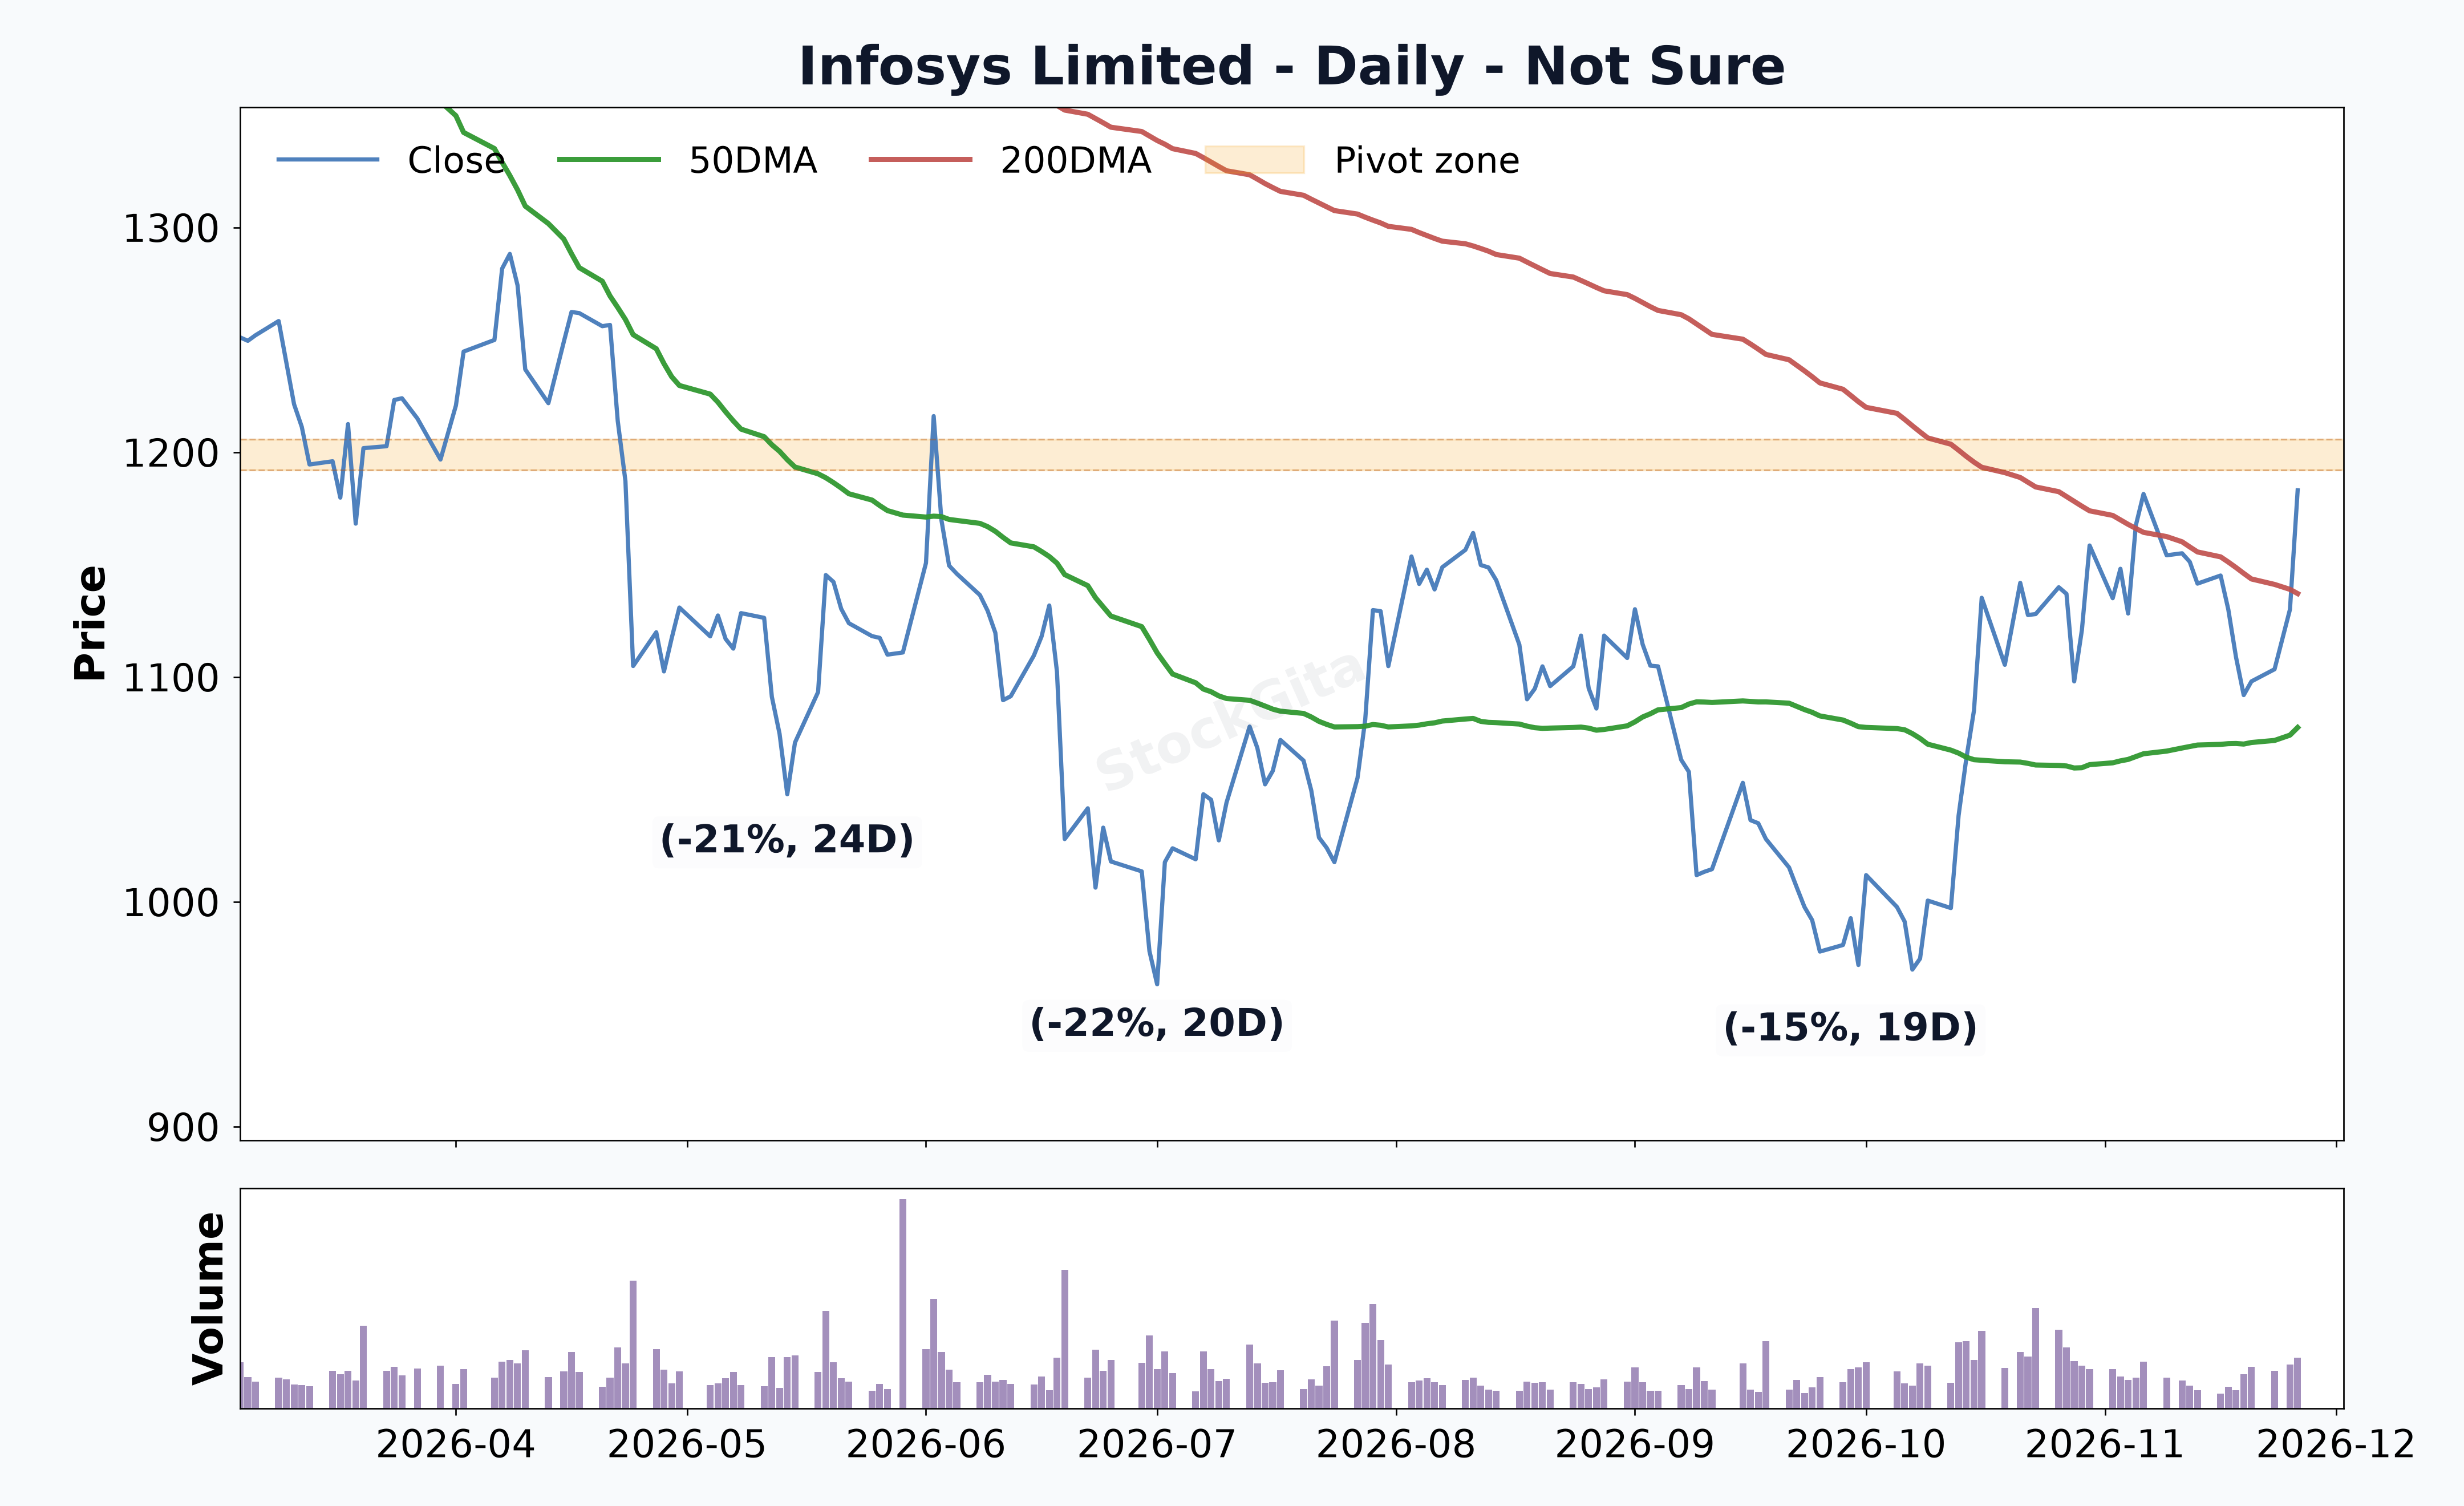 Infosys Limited - Daily - Not Sure
Close 50DMA 200DMA Pivot zone
1300
1200
1100
1000
900
Price
StockGita
(-21%, 24D)
(-22%, 20D)
(-15%, 19D)
Volume
2026-04 2026-05 2026-06 2026-07 2026-08 2026-09 2026-10 2026-11 2026-12